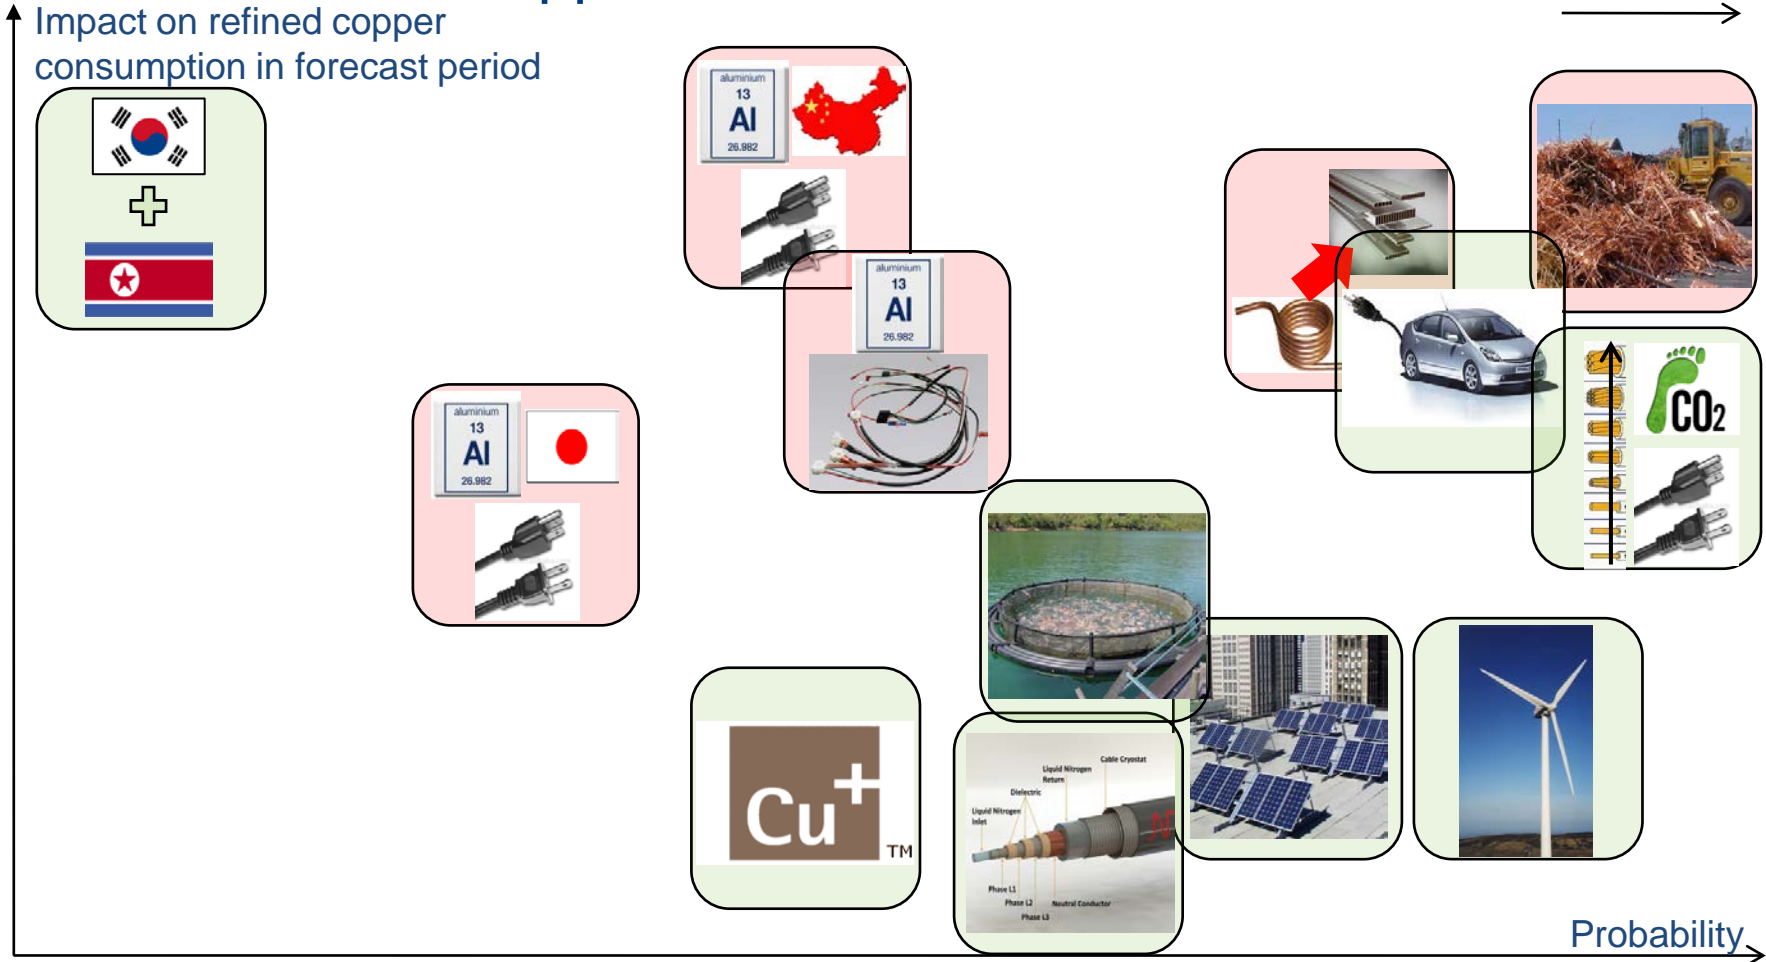 Impact on refined copper
consumption in forecast period
aluminium
13
Al
26.982
aluminium
13
Al
26.982
aluminium
13
Al
26.982
CO2
Cu+
TM
Cable Cryostat
Liquid Nitrogen
Return
Dielectric
Liquid Nitrogen
Inlet
Phase L1
Phase L2
Neutral Conductor
Phase L3
Probability